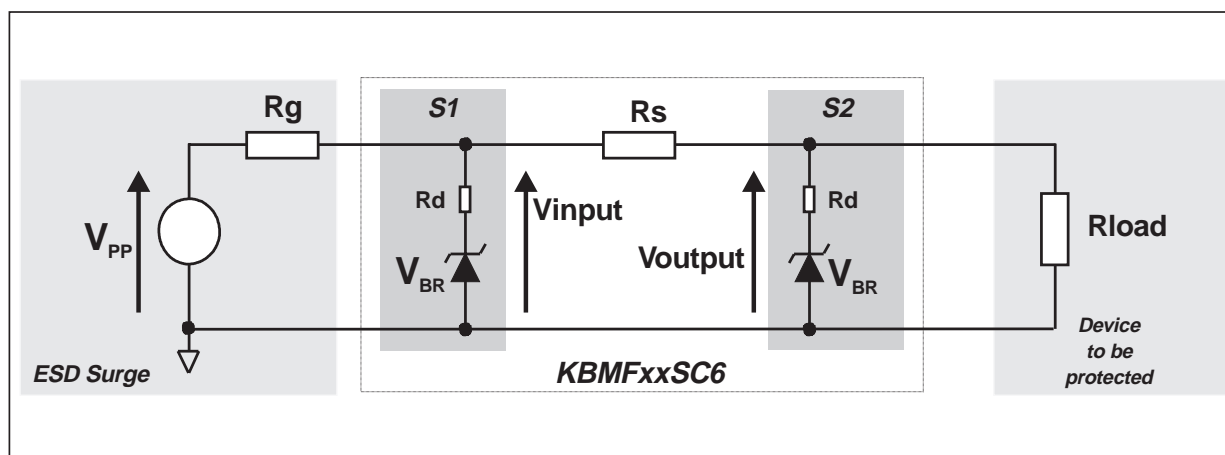 Rg
S1
Rs
S2
Rd
Vinput
Rd
VPP
VBR
Voutput
VBR
Rload
ESD Surge
KBMFxxSC6
Device
to be
protected